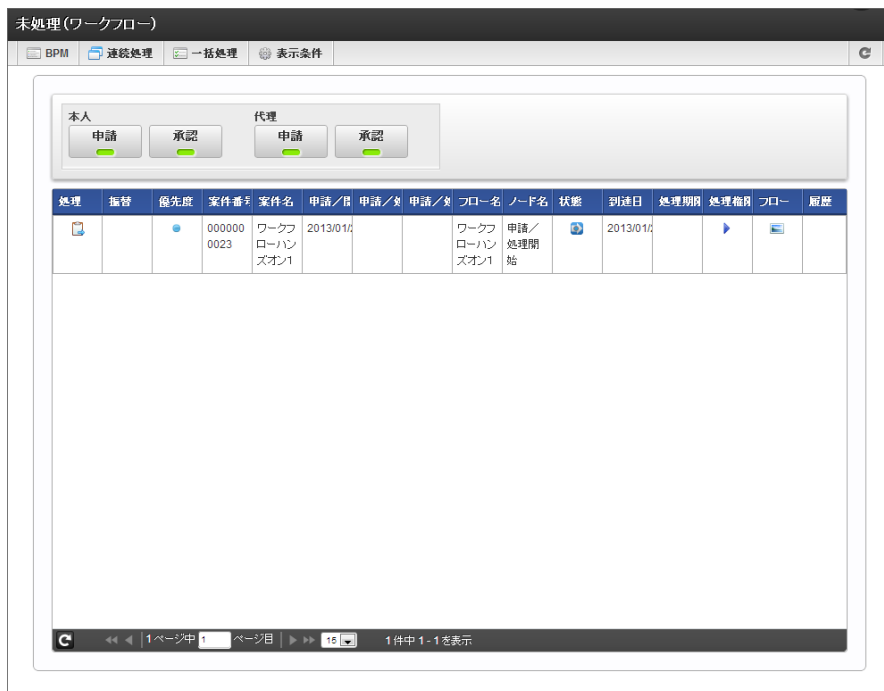 未処理(ワークフロー)
BPM 連続処理 一括処理 表示条件
本人 代理
申請 承認 申請 承認
処理 振替 優先度 案件番号 案件名 申請／ 申請／ 申請／ フロー名 ノード名 状態 到達日 処理期限 処理権限 フロー 履歴
000000 ワークフ 2013/01/ ワークフ 申請／ 2013/01/
0023 ローハン ローハン 処理開
ズオン1 ズオン1 始
1 ページ中 1 ページ目 15 1 件中 1 - 1 を表示